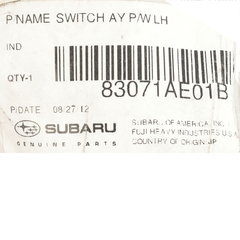 P/NAME SWITCH AY P/W LH
IND
QTY-1
83071AE01B
P/DATE 08/27 12
SUBARU
GENUINE PARTS
SUBARU OF AMERICA, INC
FUJI HEAVY INDUSTRIES
COUNTRY OF ORIGIN: JP